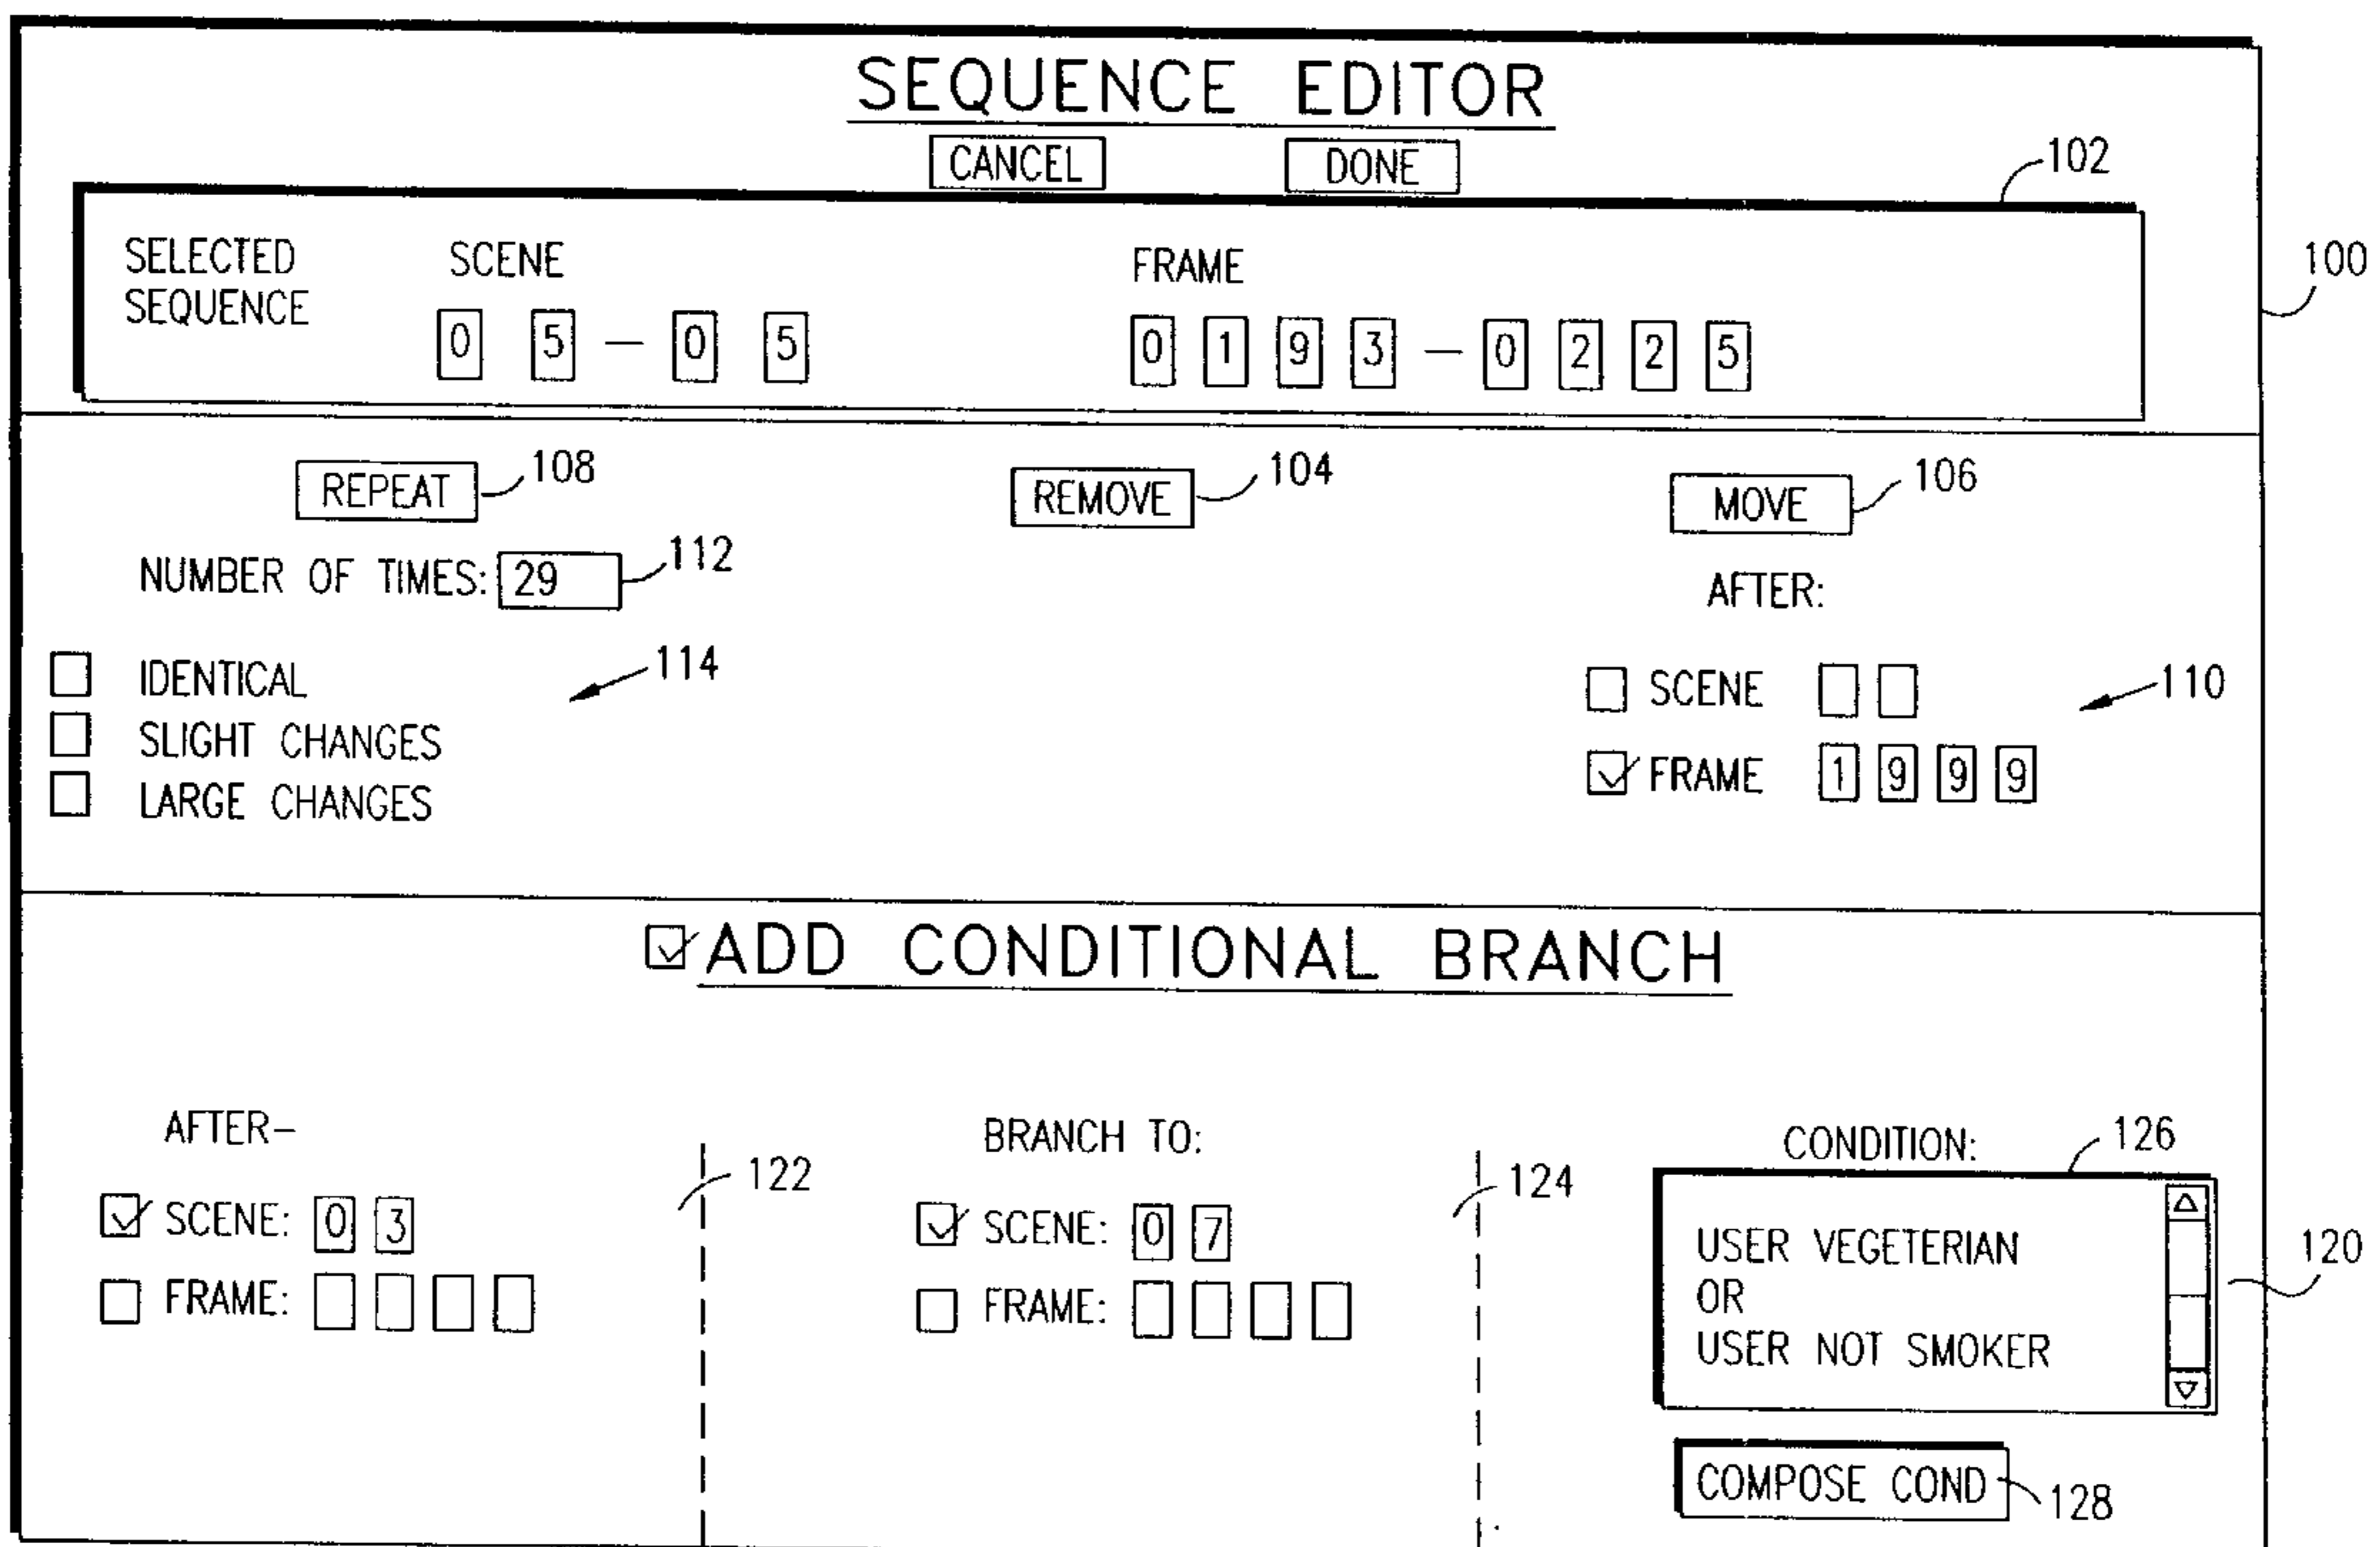 SEQUENCE EDITOR
CANCEL DONE
102
SELECTED SEQUENCE
SCENE
0 5 – 0 5
FRAME
0 1 9 3 – 0 2 2 5
100
REPEAT 108
REMOVE 104
MOVE 106
NUMBER OF TIMES: 29 112
AFTER:
IDENTICAL
114
SLIGHT CHANGES
LARGE CHANGES
SCENE
110
FRAME 1 9 9 9
ADD CONDITIONAL BRANCH
AFTER–
122
SCENE: 0 3
FRAME:
BRANCH TO:
124
SCENE: 0 7
FRAME:
CONDITION:
126
USER VEGETERIAN
OR
USER NOT SMOKER
120
COMPOSE COND
128